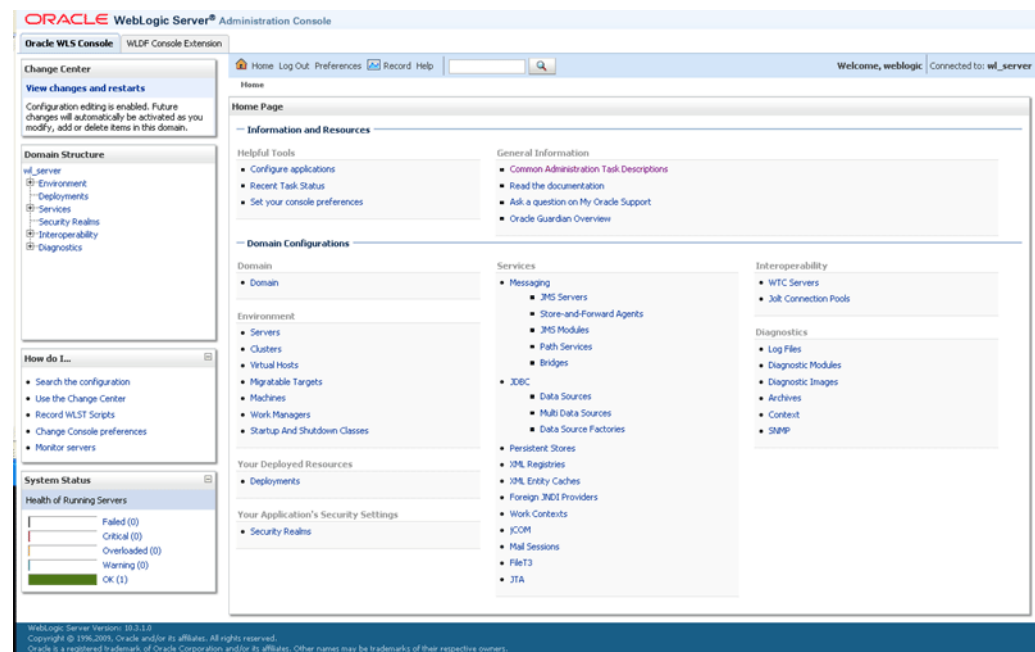 ORACLE WebLogic Server® Administration Console
Oracle WLS Console
WLDF Console Extension
Change Center
View changes and restarts
Configuration editing is enabled. Future
changes will automatically be activated as you
modify, add or delete items in this domain.
Domain Structure
wl_server
Environment
Deployments
Services
Security Realms
Interoperability
Diagnostics
How do I...
Search the configuration
Use the Change Center
Record WLST Scripts
Change Console preferences
Monitor servers
System Status
Health of Running Servers
Failed (0)
Critical (0)
Overloaded (0)
Warning (0)
OK (1)
Home Log Out Preferences Record Help
Welcome, weblogic
Connected to: wl_server
Home
Home Page
Information and Resources
Helpful Tools
Configure applications
Recent Task Status
Set your console preferences
General Information
Common Administration Task Descriptions
Read the documentation
Ask a question on My Oracle Support
Oracle Guardian Overview
Domain Configurations
Domain
Domain
Environment
Servers
Clusters
Virtual Hosts
Migratable Targets
Machines
Work Managers
Startup And Shutdown Classes
Your Deployed Resources
Deployments
Your Application's Security Settings
Security Realms
Services
Messaging
JMS Servers
Store-and-Forward Agents
JMS Modules
Path Services
Bridges
JDBC
Data Sources
Multi Data Sources
Data Source Factories
Persistent Stores
XML Registries
XML Entity Caches
Foreign JNDI Providers
Work Contexts
jCOM
Mail Sessions
FileT3
JTA
Interoperability
WTC Servers
Jolt Connection Pools
Diagnostics
Log Files
Diagnostic Modules
Diagnostic Images
Archives
Context
SNMP
WebLogic Server Version: 10.3.1.0
Copyright © 1996,2009, Oracle and/or its affiliates. All rights reserved.
Oracle is a registered trademark of Oracle Corporation and/or its affiliates. Other names may be trademarks of their respective owners.